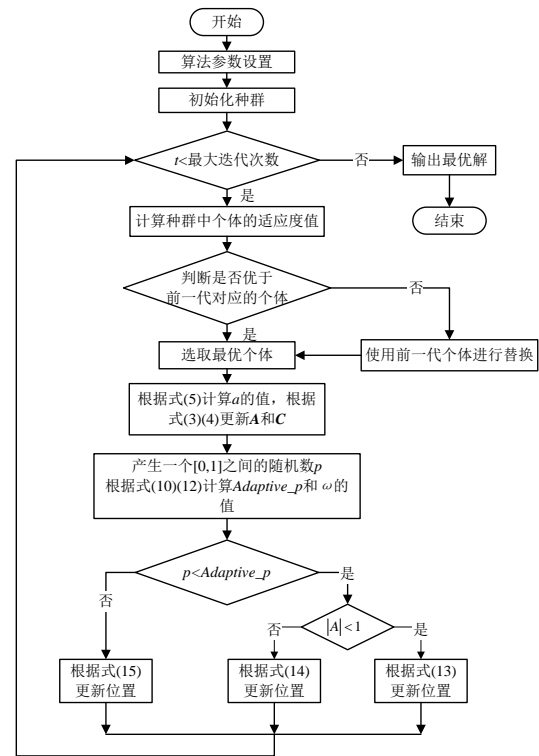 开始
算法参数设置
初始化种群
t<最大迭代次数
否
输出最优解
是
结束
计算种群中个体的适应度值
判断是否优于
前一代对应的个体
否
是
选取最优个体
使用前一代个体进行替换
根据式(5)计算a的值，根据
式(3)(4)更新A和C
产生一个[0,1]之间的随机数p
根据式(10)(12)计算Adaptive_p和ω的
值
p<Adaptive_p
是
否
|A|<1
否
是
根据式(15)
更新位置
根据式(14)
更新位置
根据式(13)
更新位置